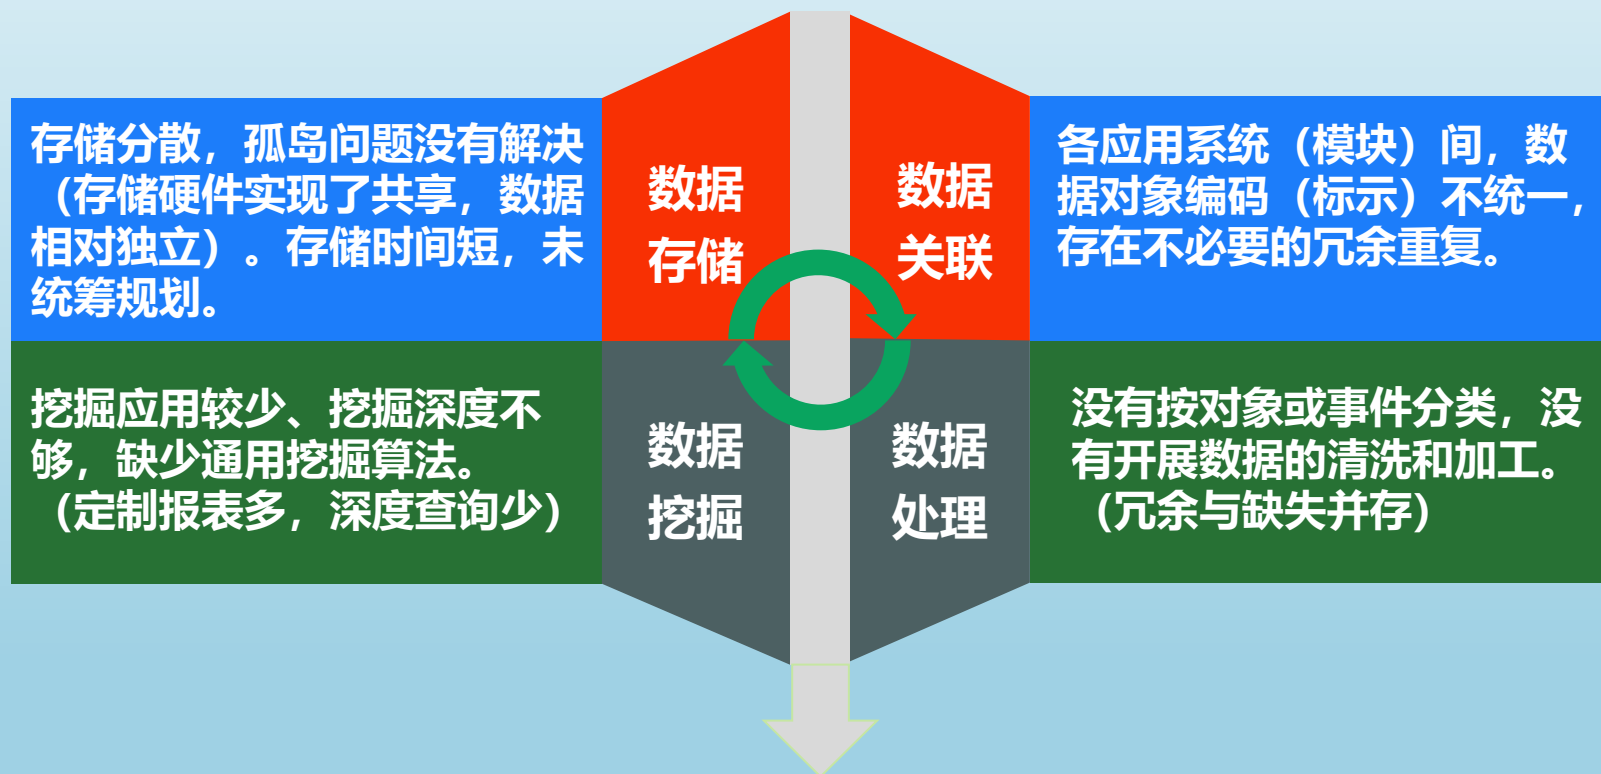 存储分散，孤岛问题没有解决
（存储硬件实现了共享，数据
相对独立）。存储时间短，未
统筹规划。
数据
存储
数据
关联
各应用系统（模块）间，数
据对象编码（标示）不统一，
存在不必要的冗余重复。
挖掘应用较少、挖掘深度不
够，缺少通用挖掘算法。
（定制报表多，深度查询少）
数据
挖掘
数据
处理
没有按对象或事件分类，没
有开展数据的清洗和加工。
（冗余与缺失并存）